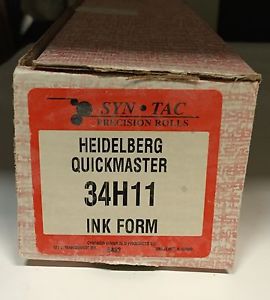 SYN • TAC
PRECISION ROLLS
HEIDELBERG
QUICKMASTER
34H11
INK FORM